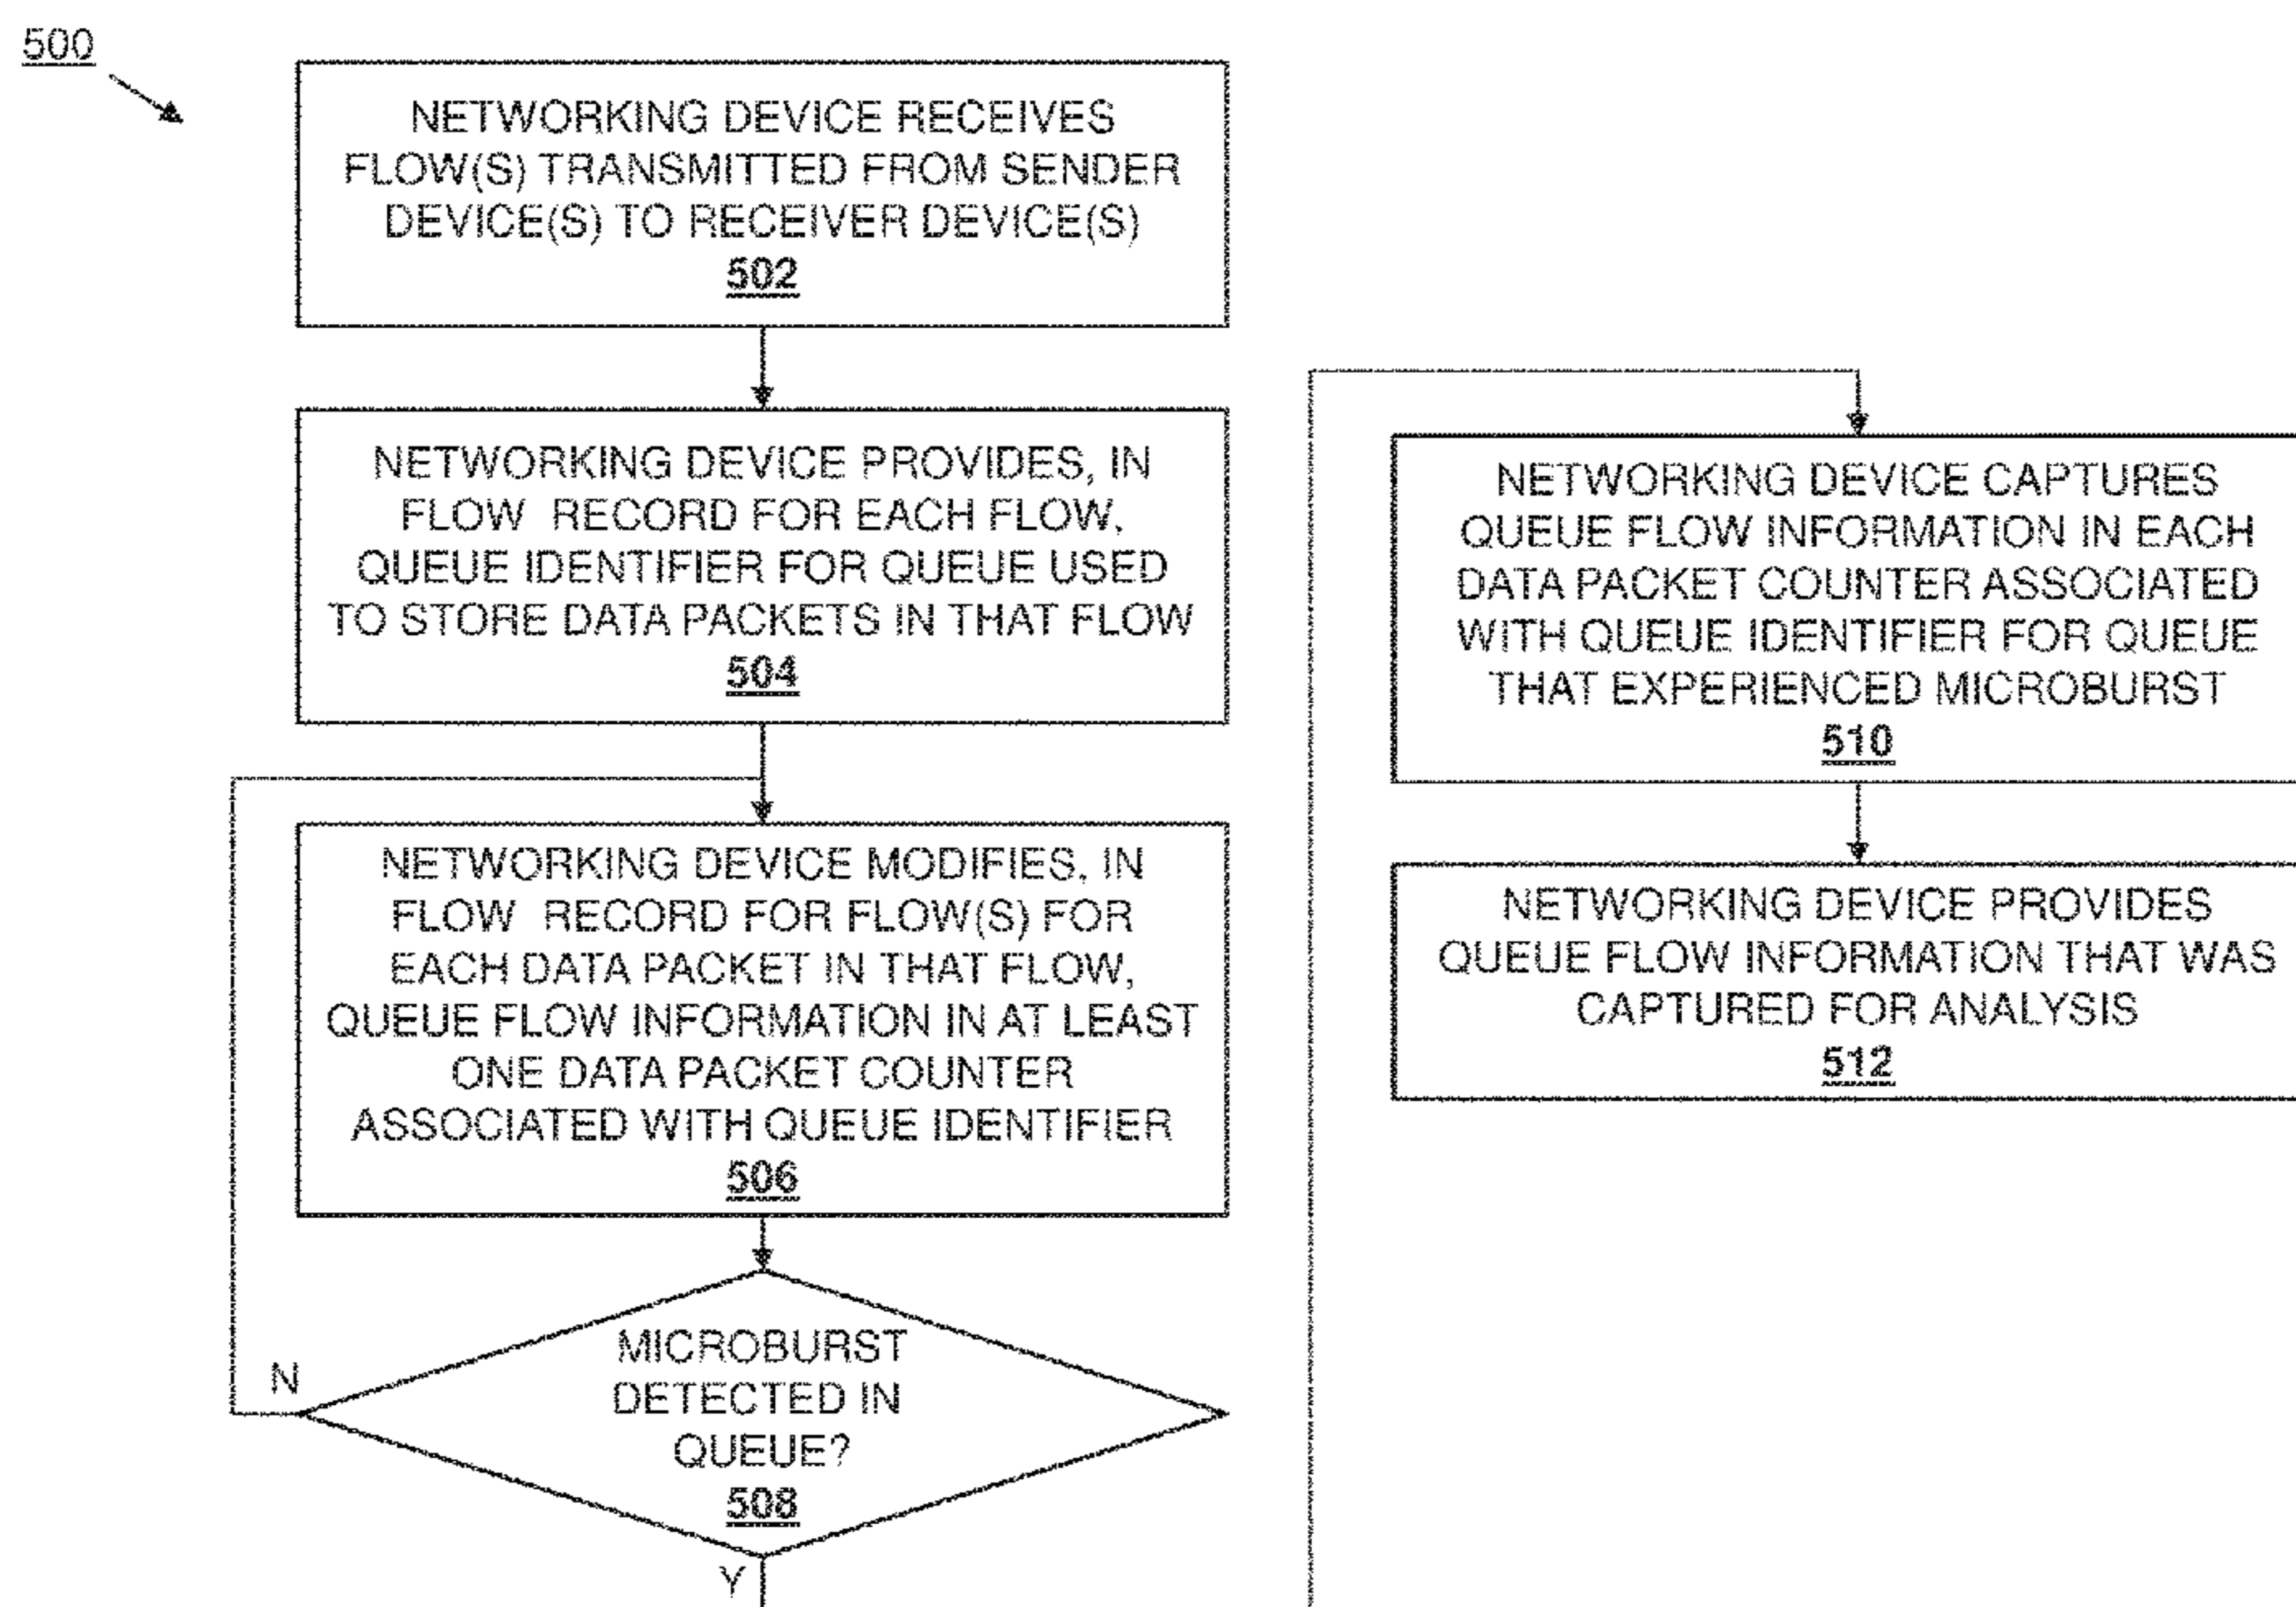 500
NETWORKING DEVICE RECEIVES
FLOW(S) TRANSMITTED FROM SENDER
DEVICE(S) TO RECEIVER DEVICE(S)
502
NETWORKING DEVICE PROVIDES, IN
FLOW RECORD FOR EACH FLOW,
QUEUE IDENTIFIER FOR QUEUE USED
TO STORE DATA PACKETS IN THAT FLOW
504
NETWORKING DEVICE MODIFIES, IN
FLOW RECORD FOR FLOW(S) FOR
EACH DATA PACKET IN THAT FLOW,
QUEUE FLOW INFORMATION IN AT LEAST
ONE DATA PACKET COUNTER
ASSOCIATED WITH QUEUE IDENTIFIER
506
MICROBURST
DETECTED IN
QUEUE?
508
N
Y
NETWORKING DEVICE CAPTURES
QUEUE FLOW INFORMATION IN EACH
DATA PACKET COUNTER ASSOCIATED
WITH QUEUE IDENTIFIER FOR QUEUE
THAT EXPERIENCED MICROBURST
510
NETWORKING DEVICE PROVIDES
QUEUE FLOW INFORMATION THAT WAS
CAPTURED FOR ANALYSIS
512